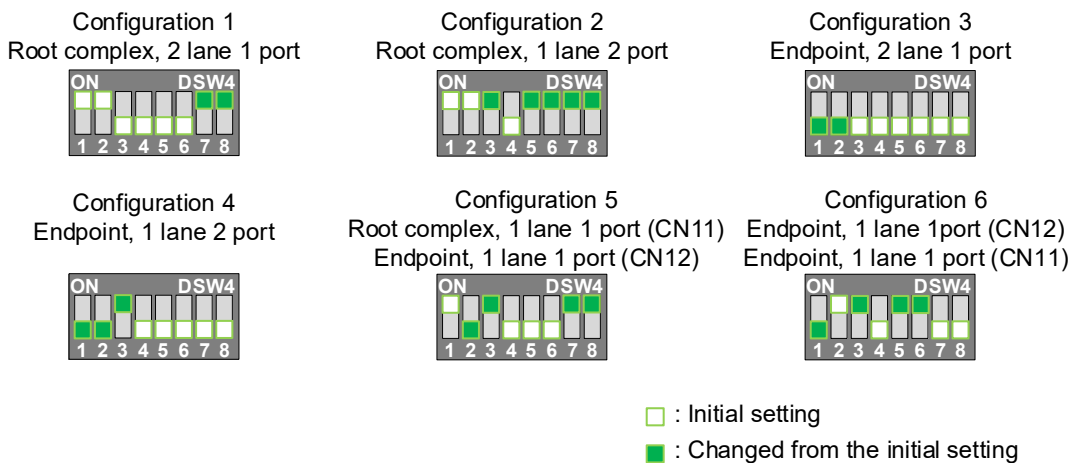 Configuration 1
Root complex, 2 lane 1 port
ON DSW4
1 2 3 4 5 6 7 8
Configuration 2
Root complex, 1 lane 2 port
ON DSW4
1 2 3 4 5 6 7 8
Configuration 3
Endpoint, 2 lane 1 port
ON DSW4
1 2 3 4 5 6 7 8
Configuration 4
Endpoint, 1 lane 2 port
ON DSW4
1 2 3 4 5 6 7 8
Configuration 5
Root complex, 1 lane 1 port (CN11)
Endpoint, 1 lane 1 port (CN12)
ON DSW4
1 2 3 4 5 6 7 8
Configuration 6
Endpoint, 1 lane 1port (CN12)
Endpoint, 1 lane 1 port (CN11)
ON DSW4
1 2 3 4 5 6 7 8
: Initial setting
: Changed from the initial setting